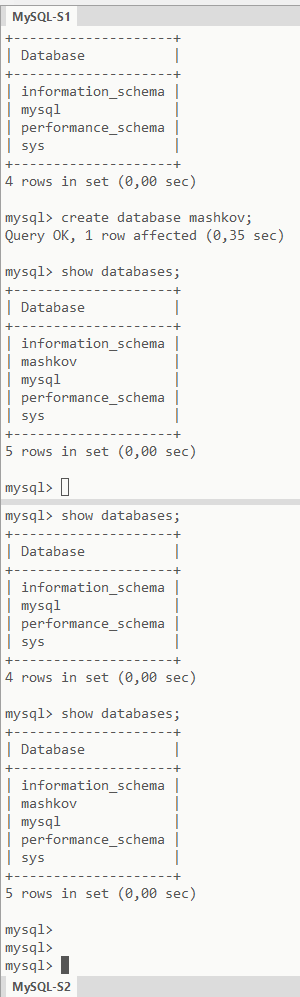 MySQL-S1
+--------------------+
| Database           |
+--------------------+
| information_schema |
| mysql              |
| performance_schema |
| sys                |
+--------------------+
4 rows in set (0,00 sec)
mysql> create database mashkov;
Query OK, 1 row affected (0,35 sec)
mysql> show databases;
+--------------------+
| Database           |
+--------------------+
| information_schema |
| mashkov            |
| mysql              |
| performance_schema |
| sys                |
+--------------------+
5 rows in set (0,00 sec)
mysql>
mysql> show databases;
+--------------------+
| Database           |
+--------------------+
| information_schema |
| mysql              |
| performance_schema |
| sys                |
+--------------------+
4 rows in set (0,00 sec)
mysql> show databases;
+--------------------+
| Database           |
+--------------------+
| information_schema |
| mashkov            |
| mysql              |
| performance_schema |
| sys                |
+--------------------+
5 rows in set (0,00 sec)
mysql>
mysql>
mysql>
MySQL-S2